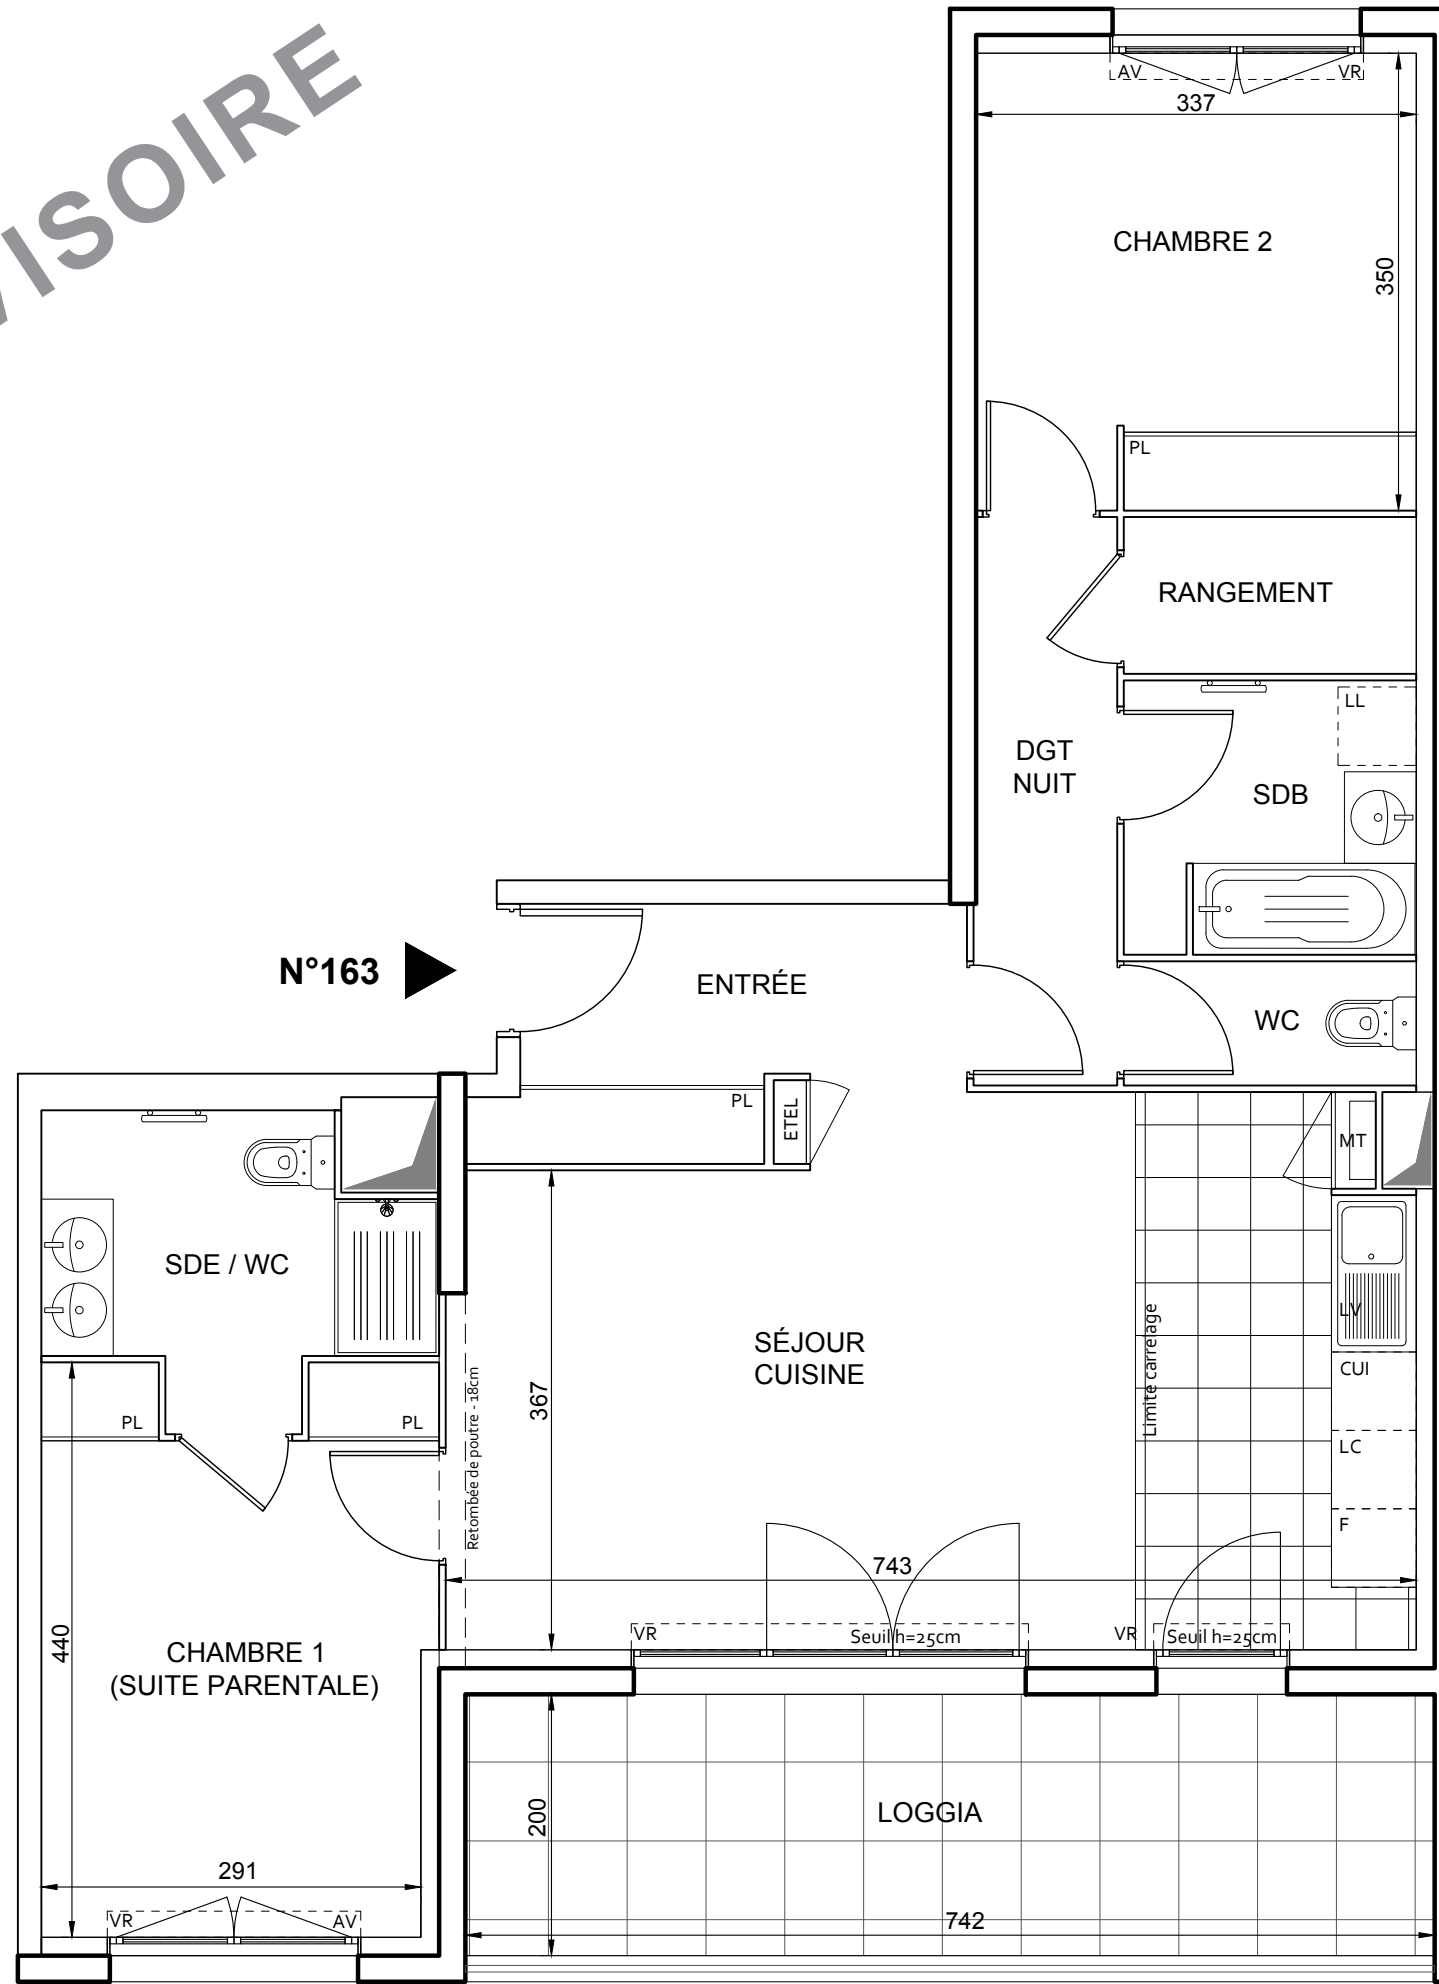 VISOIRE
AV
VR
337
CHAMBRE 2
350
PL
RANGEMENT
LL
DGT
NUIT
SDB
N°163
ENTRÉE
WC
PL
ETEL
MT
SDE / WC
LV
SÉJOUR
CUISINE
Limite carrelage
CUI
367
Retombée de poutre - 18cm
PL
PL
LC
F
743
VR
Seuil h=25cm
VR
Seuil h=25cm
440
CHAMBRE 1
(SUITE PARENTALE)
200
LOGGIA
291
VR
AV
742